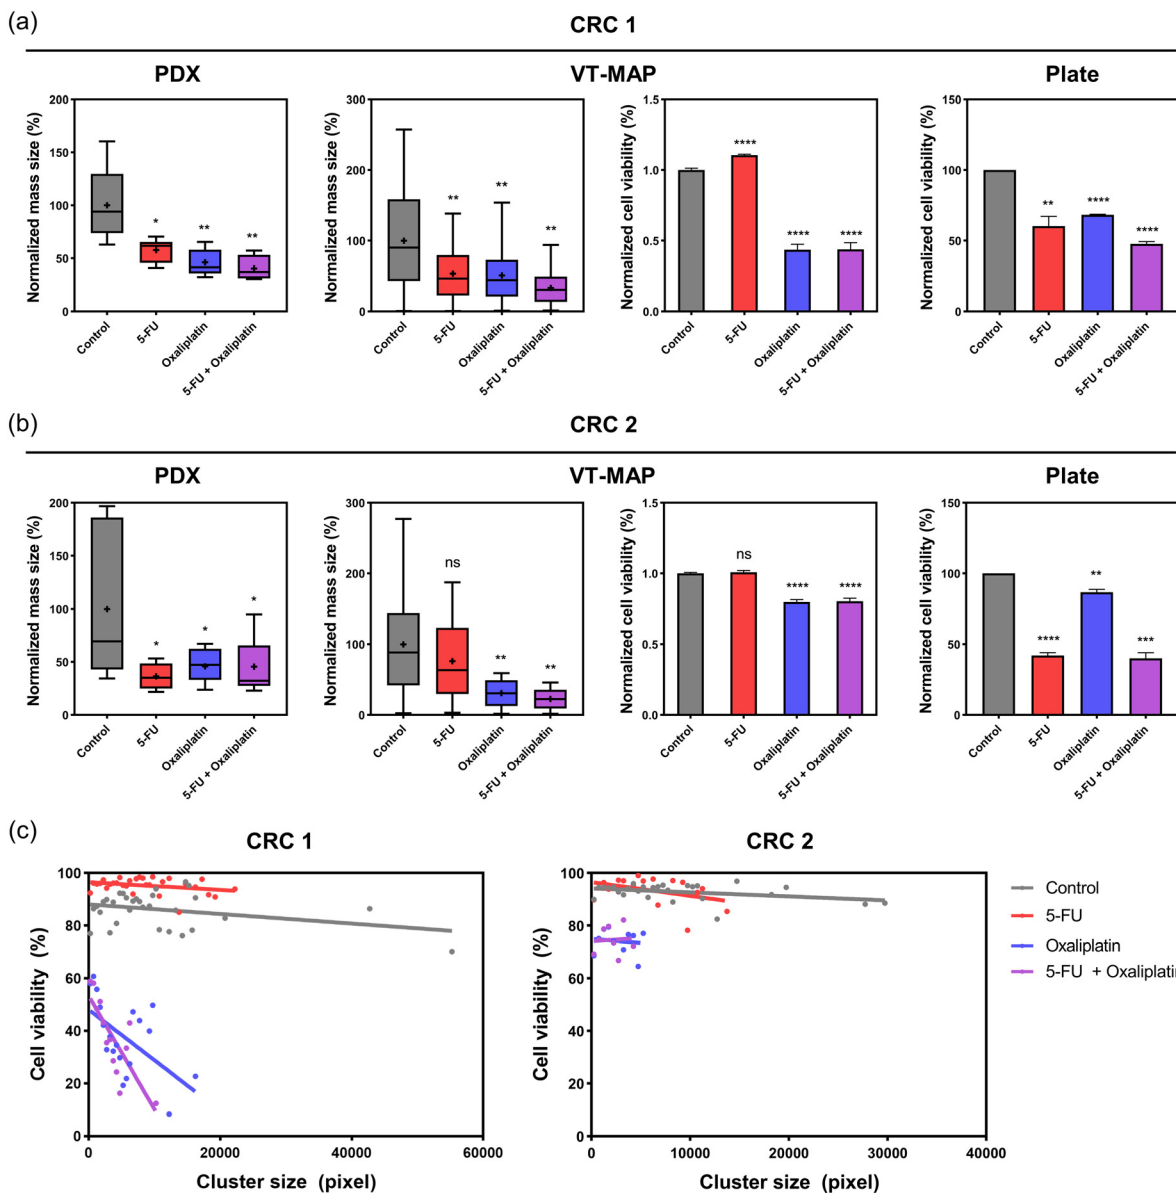 (a)
CRC 1
PDX
VT-MAP
Plate
Normalized mass size (%)
200
150
100
50
0
*
**
**
Control
5-FU
Oxaliplatin
5-FU + Oxaliplatin
Normalized mass size (%)
300
200
100
0
**
**
**
Control
5-FU
Oxaliplatin
5-FU + Oxaliplatin
Normalized cell viability (%)
1.5
1.0
0.5
0.0
****
****
****
Control
5-FU
Oxaliplatin
5-FU + Oxaliplatin
Normalized cell viability (%)
150
100
50
0
**
****
****
Control
5-FU
Oxaliplatin
5-FU + Oxaliplatin
(b)
CRC 2
PDX
VT-MAP
Plate
Normalized mass size (%)
200
150
100
50
0
*
*
*
Control
5-FU
Oxaliplatin
5-FU + Oxaliplatin
Normalized mass size (%)
300
200
100
0
ns
**
**
Control
5-FU
Oxaliplatin
5-FU + Oxaliplatin
Normalized cell viability (%)
1.5
1.0
0.5
0.0
ns
****
****
Control
5-FU
Oxaliplatin
5-FU + Oxaliplatin
Normalized cell viability (%)
150
100
50
0
****
**
***
Control
5-FU
Oxaliplatin
5-FU + Oxaliplatin
(c)
CRC 1
Cell viability (%)
100
80
60
40
20
0
0 20000 40000 60000
Cluster size (pixel)
CRC 2
Cell viability (%)
100
80
60
40
20
0
0 10000 20000 30000 40000
Cluster size (pixel)
Control
5-FU
Oxaliplatin
5-FU + Oxaliplatin